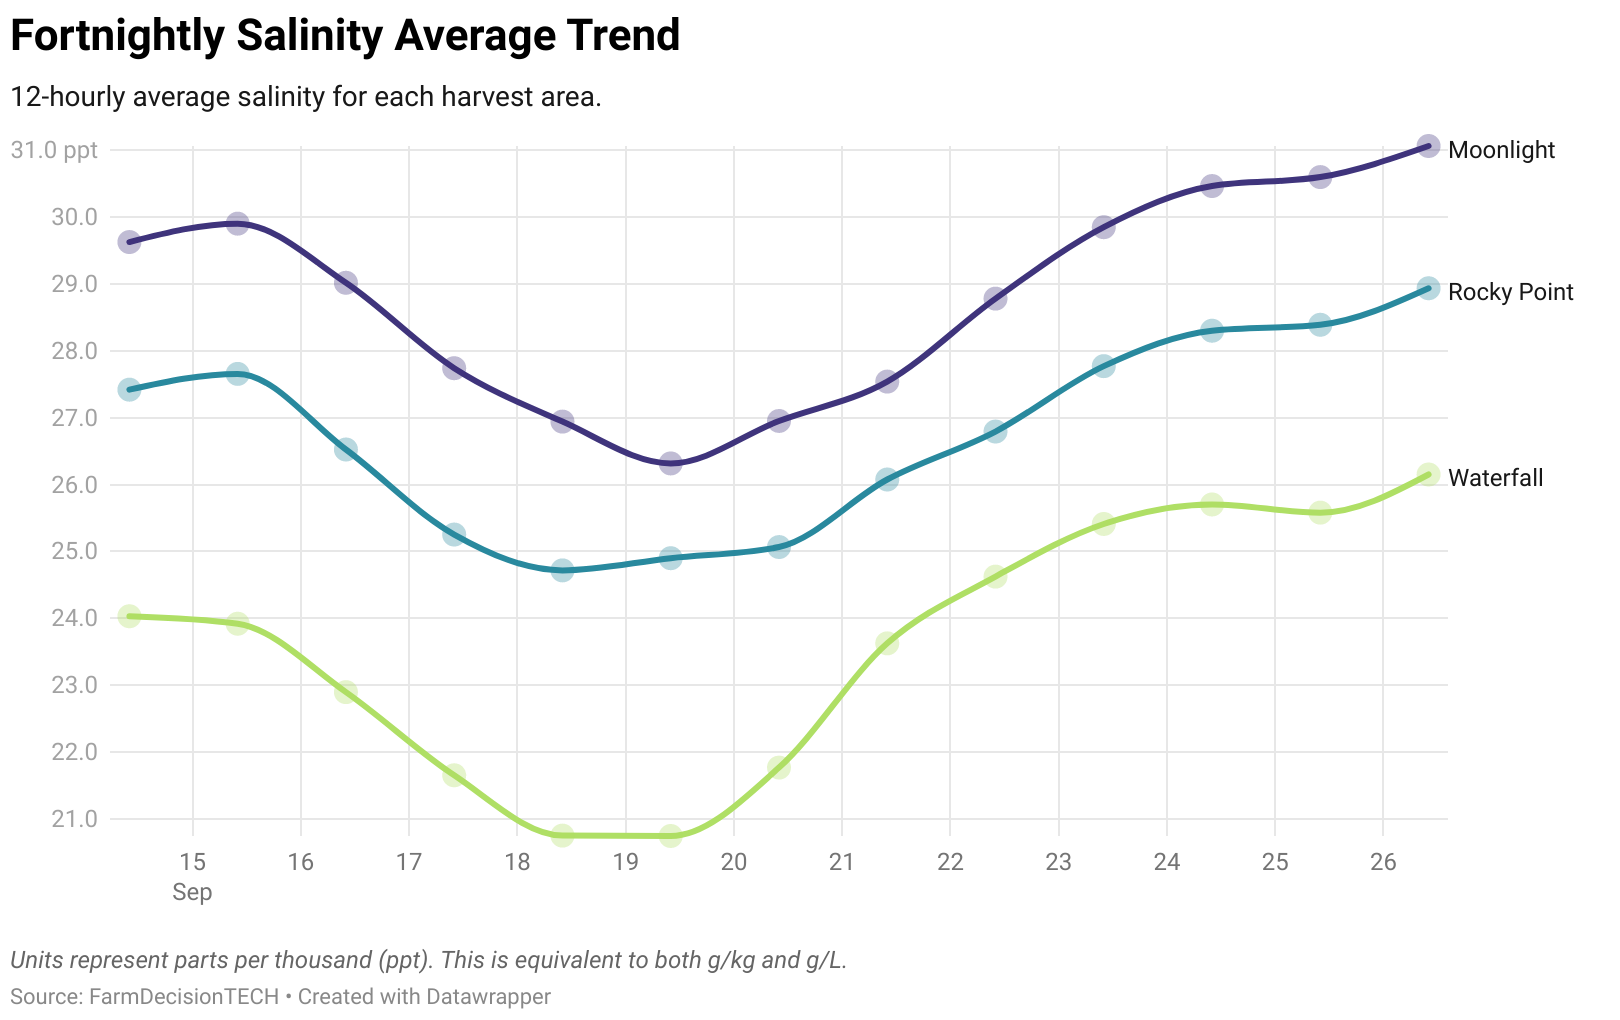 Fortnightly Salinity Average Trend
12-hourly average salinity for each harvest area.
31.0 ppt
Moonlight
30.0
29.0
Rocky Point
28.0
27.0
26.0
Waterfall
25.0
24.0
23.0
22.0
21.0
15 16 17 18 19 20 21 22 23 24 25 26
Sep
Units represent parts per thousand (ppt). This is equivalent to both g/kg and g/L.
Source: FarmDecisionTECH • Created with Datawrapper